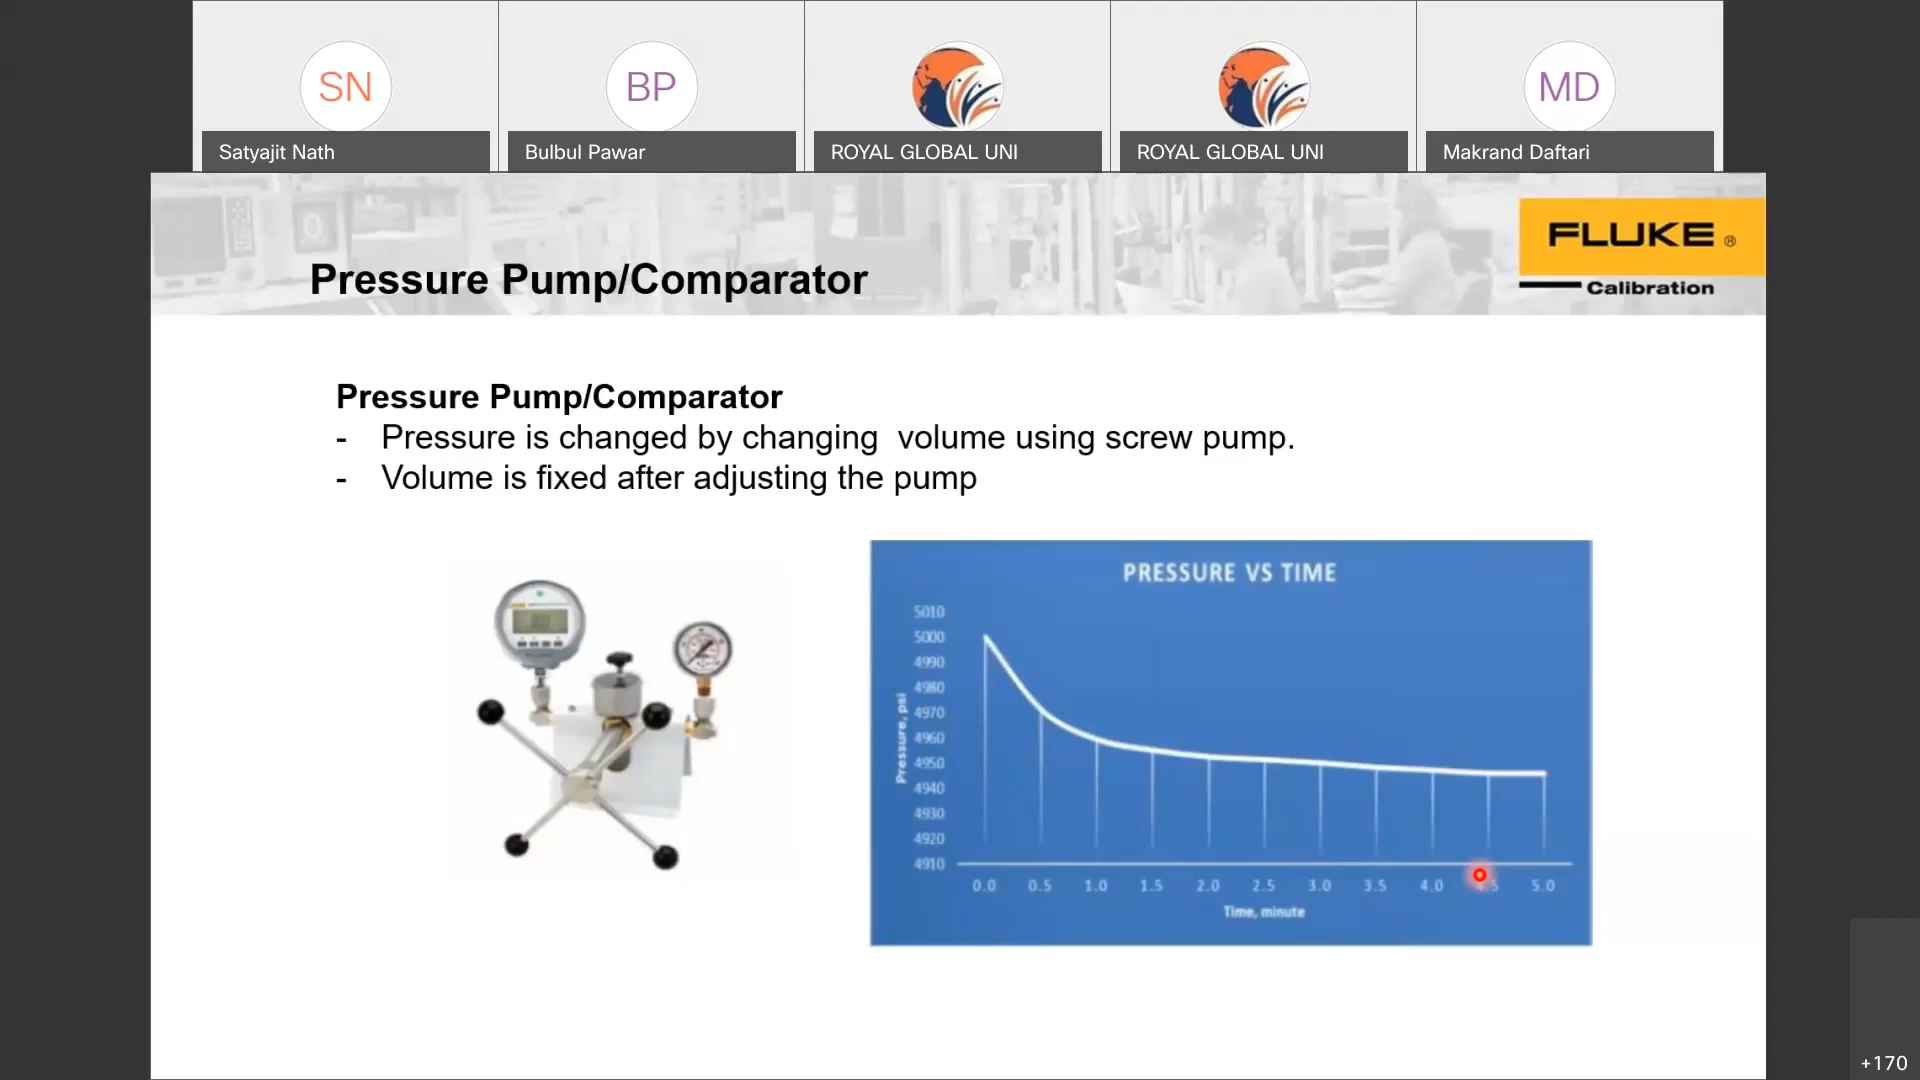 SN
BP
MD
Satyajit Nath
Bulbul Pawar
ROYAL GLOBAL UNI
ROYAL GLOBAL UNI
Makrand Daftari
FLUKE ®
Calibration
Pressure Pump/Comparator
Pressure Pump/Comparator
- Pressure is changed by changing  volume using screw pump.
- Volume is fixed after adjusting the pump
PRESSURE VS TIME
Pressure, psi
5010
5000
4990
4980
4970
4960
4950
4940
4930
4920
4910
0.0 0.5 1.0 1.5 2.0 2.5 3.0 3.5 4.0 5.0
Time, minute
+170